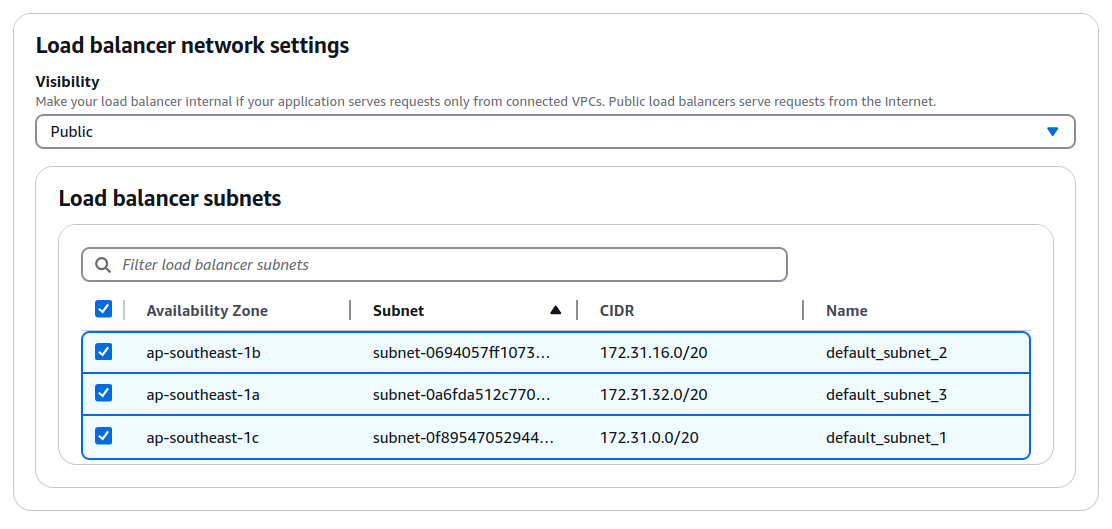 Load balancer network settings
Visibility
Make your load balancer internal if your application serves requests only from connected VPCs. Public load balancers serve requests from the Internet.
Public
Load balancer subnets
Filter load balancer subnets
Availability Zone Subnet CIDR Name
ap-southeast-1b subnet-0694057ff1073... 172.31.16.0/20 default_subnet_2
ap-southeast-1a subnet-0a6fda512c770... 172.31.32.0/20 default_subnet_3
ap-southeast-1c subnet-0f89547052944... 172.31.0.0/20 default_subnet_1